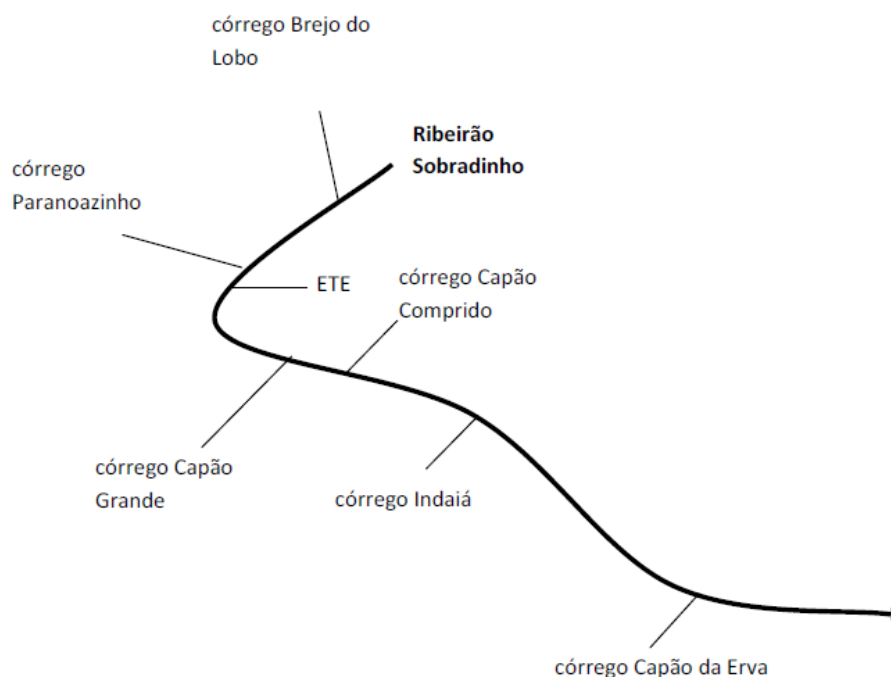 córrego Brejo do
Lobo
Ribeirão
Sobradinho
córrego
Paranoazinho
ETE
córrego Capão
Comprido
córrego Capão
Grande
córrego Indaiá
córrego Capão da Erva